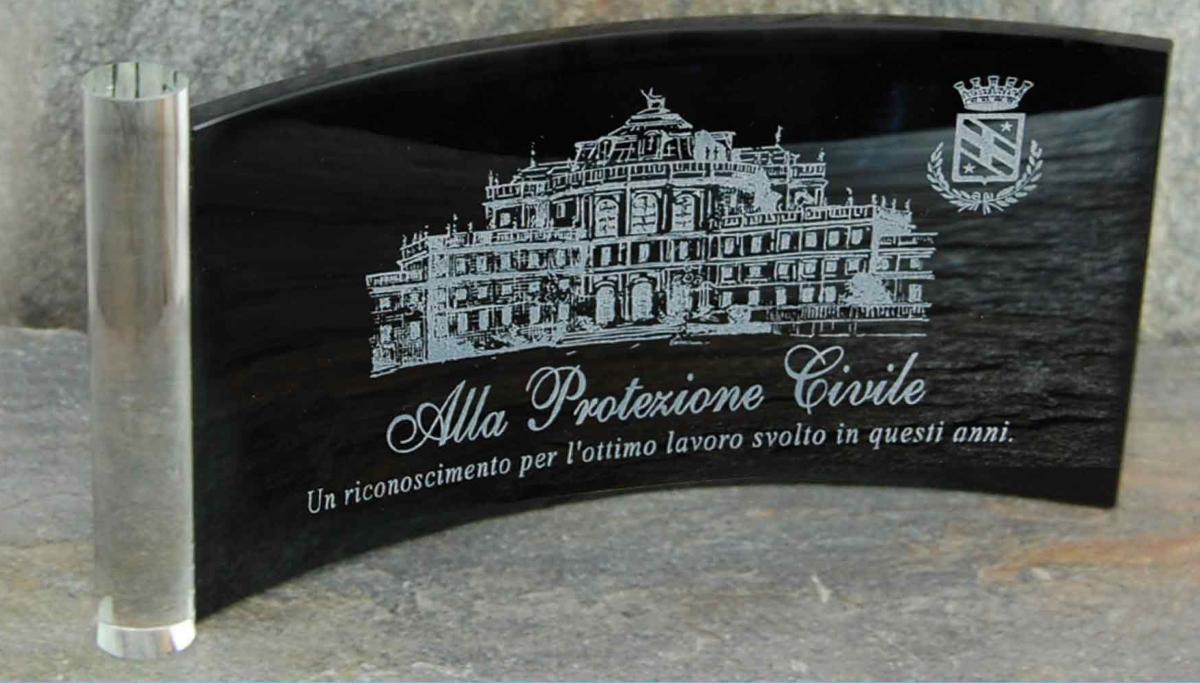 Alla Protezione Civile
Un riconoscimento per l'ottimo lavoro svolto in questi anni.